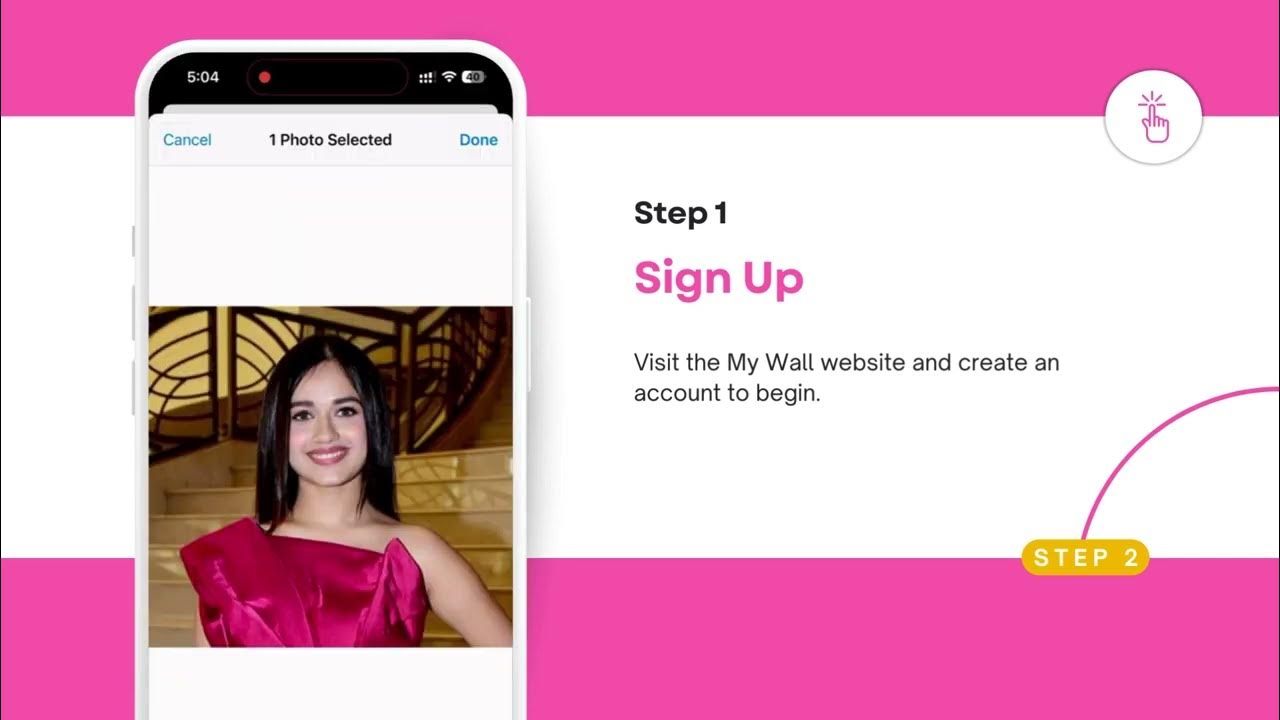 5:04
40
Cancel
1 Photo Selected
Done
Step 1
Sign Up
Visit the My Wall website and create an
account to begin.
STEP 2